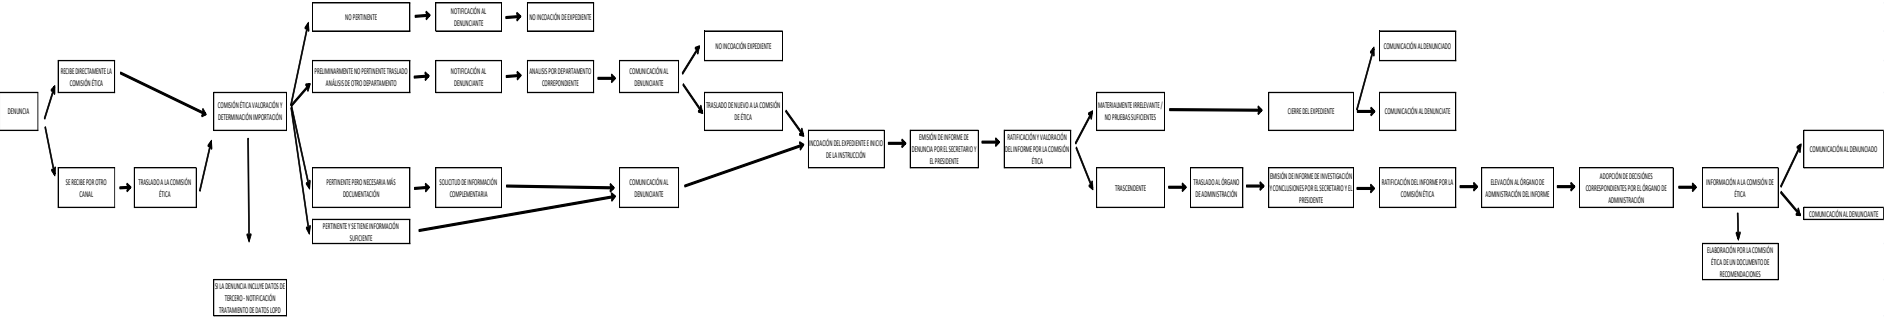 DENUNCIA
RECIBE DIRECTAMENTE LA
COMISIÓN ÉTICA
SE RECIBE POR OTRO
CANAL
TRASLADO A LA COMISIÓN
ÉTICA
COMISIÓN ÉTICA VALORACIÓN Y
DETERMINACIÓN IMPORTACIÓN
SI LA DENUNCIA INCLUYE DATOS DE
TERCERO - NOTIFICACIÓN
TRATAMIENTO DE DATOS LOPD
NO PERTINENTE
NOTIFICACIÓN AL
DENUNCIANTE
NO INCOACIÓN DE EXPEDIENTE
PRELIMINARMENTE NO PERTINENTE TRASLADO
ANÁLISIS DE OTRO DEPARTAMENTO
NOTIFICACIÓN AL
DENUNCIANTE
ANALISIS POR DEPARTAMENTO
CORREPONDIENTE
COMUNICACIÓN AL
DENUNCIANTE
NO INCOACIÓN EXPEDIENTE
TRASLADO DE NUEVO A LA COMISIÓN
DE ÉTICA
PERTINENTE PERO NECESARIA MÁS
DOCUMENTACIÓN
SOLICITUD DE INFORMACIÓN
COMPLEMENTARIA
COMUNICACIÓN AL
DENUNCIANTE
PERTINENTE Y SE TIENE INFORMACIÓN
SUFICIENTE
INCOACIÓN DEL EXPEDIENTE E INICIO
DE LA INSTRUCCIÓN
EMISIÓN DE INFORME DE
DENUNCIA POR EL SECRETARIO Y
EL PRESIDENTE
RATIFICACIÓN Y VALORACIÓN
DEL INFORME POR LA COMISIÓN
ÉTICA
MATERIALMENTE IRRELEVANTE /
NO PRUEBAS SUFICIENTES
CIERRE DEL EXPEDIENTE
COMUNICACIÓN AL DENUNCIADO
COMUNICACIÓN AL DENUNCIATE
TRASCENDENTE
TRASLADO AL ÓRGANO
DE ADMINISTRACIÓN
EMISIÓN DE INFORME DE INVESTIGACIÓN
Y CONCLUSIONES POR EL SECRETARIO Y EL
PRESIDENTE
RATIFICACIÓN DEL INFORME POR LA
COMISIÓN ÉTICA
ELEVACIÓN AL ÓRGANO DE
ADMINISTRACIÓN DEL INFORME
ADOPCIÓN DE DECISIONES
CORRESPONDIENTES POR EL ÓRGANO DE
ADMINISTRACIÓN
INFORMACIÓN A LA COMISIÓN DE
ÉTICA
COMUNICACIÓN AL DENUNCIADO
COMUNICACIÓN AL DENUNCIANTE
ELABORACIÓN POR LA COMISIÓN
ÉTICA DE UN DOCUMENTO DE
RECOMENDACIONES